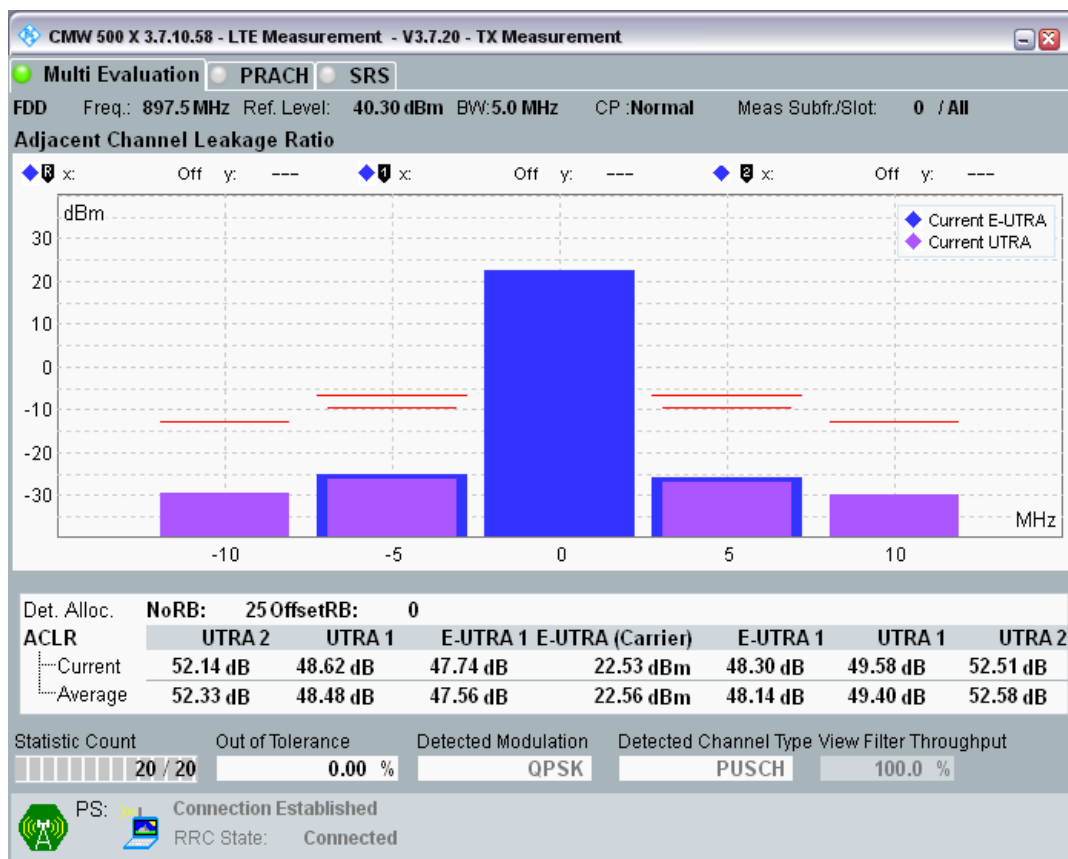 CMW 500 X 3.7.10.58 - LTE Measurement - V3.7.20 - TX Measurement
Multi Evaluation PRACH SRS
FDD Freq.: 897.5 MHz Ref. Level: 40.30 dBm BW:5.0 MHz CP :Normal Meas Subfr./Slot: 0 / All
Adjacent Channel Leakage Ratio
R x: Off y: --- 1 x: Off y: --- 2 x: Off y: ---
dBm
Current E-UTRA
Current UTRA
30
20
10
0
-10
-20
-30
MHz
-10 -5 0 5 10
Det. Alloc. NoRB: 25 OffsetRB: 0
ACLR UTRA 2 UTRA 1 E-UTRA 1 E-UTRA (Carrier) E-UTRA 1 UTRA 1 UTRA 2
Current 52.14 dB 48.62 dB 47.74 dB 22.53 dBm 48.30 dB 49.58 dB 52.51 dB
Average 52.33 dB 48.48 dB 47.56 dB 22.56 dBm 48.14 dB 49.40 dB 52.58 dB
Statistic Count Out of Tolerance Detected Modulation Detected Channel Type View Filter Throughput
20 / 20 0.00 % QPSK PUSCH 100.0 %
PS: Connection Established
RRC State: Connected